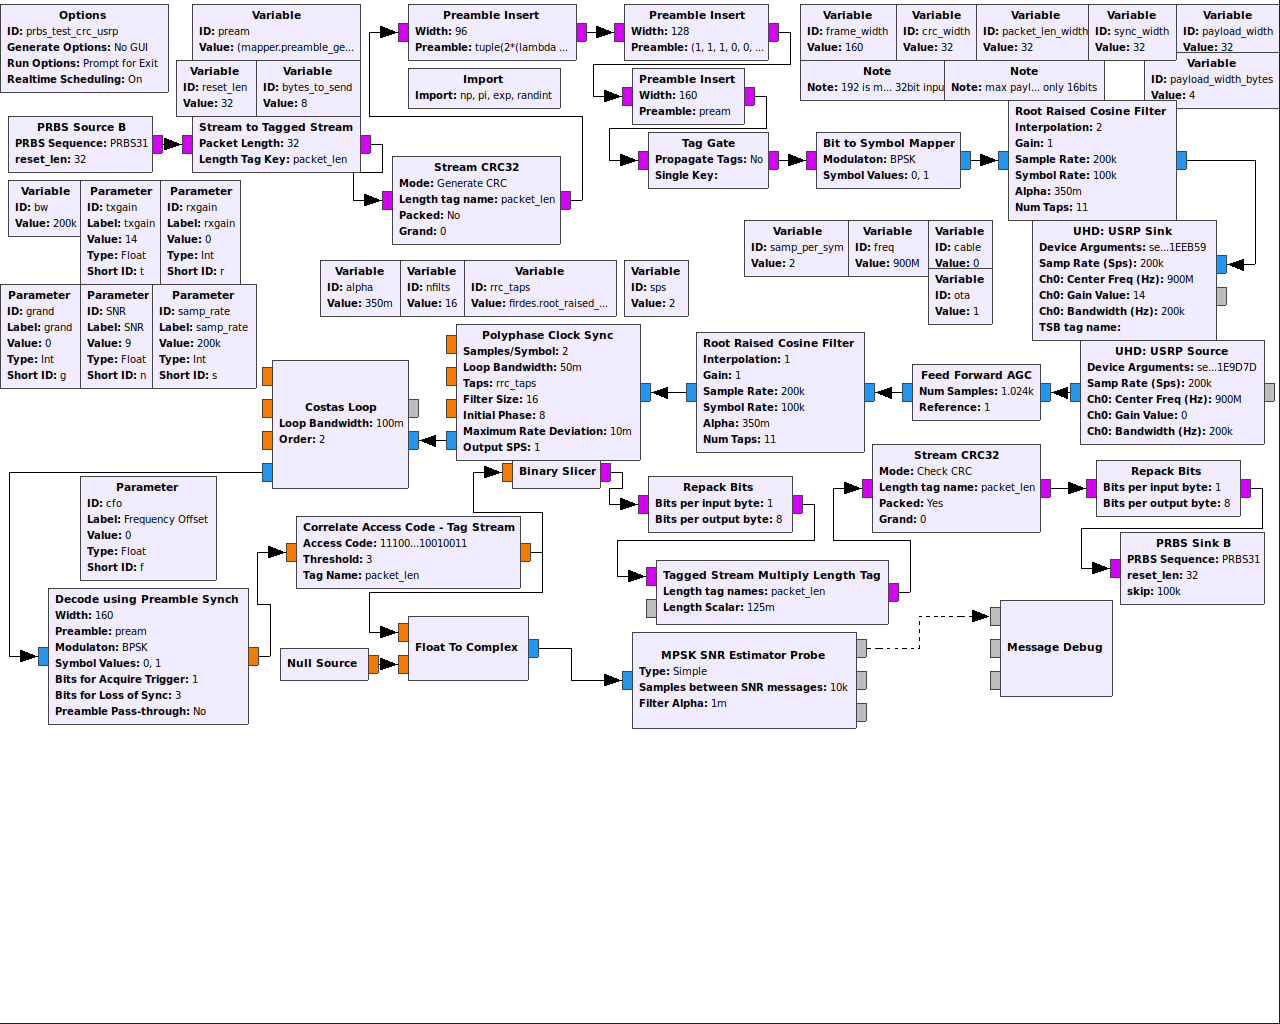 Options
ID: prbs_test_crc_usrp
Generate Options: No GUI
Run Options: Prompt for Exit
Realtime Scheduling: On
Variable
ID: pream
Value: (mapper.preamble_ge...
Variable
ID: reset_len
Value: 32
Variable
ID: bytes_to_send
Value: 8
Preamble Insert
Width: 96
Preamble: tuple(2*(lambda ...
Preamble Insert
Width: 128
Preamble: (1, 1, 1, 0, 0, ...
Import
Import: np, pi, exp, randint
Preamble Insert
Width: 160
Preamble: pream
Variable
ID: frame_width
Value: 160
Variable
ID: crc_width
Value: 32
Variable
ID: packet_len_width
Value: 32
Variable
ID: sync_width
Value: 32
Variable
ID: payload_width
Value: 32
Note
Note: 192 is m... 32bit inpu
Note
Note: max payl... only 16bits
Variable
ID: payload_width_bytes
Value: 4
PRBS Source B
PRBS Sequence: PRBS31
reset_len: 32
Stream to Tagged Stream
Packet Length: 32
Length Tag Key: packet_len
Stream CRC32
Mode: Generate CRC
Length tag name: packet_len
Packed: No
Grand: 0
Tag Gate
Propagate Tags: No
Single Key:
Bit to Symbol Mapper
Modulaton: BPSK
Symbol Values: 0, 1
Root Raised Cosine Filter
Interpolation: 2
Gain: 1
Sample Rate: 200k
Symbol Rate: 100k
Alpha: 350m
Num Taps: 11
Variable
ID: bw
Value: 200k
Parameter
ID: txgain
Label: txgain
Value: 14
Type: Float
Short ID: t
Parameter
ID: rxgain
Label: rxgain
Value: 0
Type: Int
Short ID: r
Variable
ID: samp_per_sym
Value: 2
Variable
ID: freq
Value: 900M
Variable
ID: cable
Value: 0
Variable
ID: ota
Value: 1
UHD: USRP Sink
Device Arguments: se...1EEB59
Samp Rate (Sps): 200k
Ch0: Center Freq (Hz): 900M
Ch0: Gain Value: 14
Ch0: Bandwidth (Hz): 200k
TSB tag name:
Parameter
ID: grand
Label: grand
Value: 0
Type: Int
Short ID: g
Parameter
ID: SNR
Label: SNR
Value: 9
Type: Float
Short ID: n
Parameter
ID: samp_rate
Label: samp_rate
Value: 200k
Type: Int
Short ID: s
Variable
ID: alpha
Value: 350m
Variable
ID: nfilts
Value: 16
Variable
ID: rrc_taps
Value: firdes.root_raised_...
Variable
ID: sps
Value: 2
Costas Loop
Loop Bandwidth: 100m
Order: 2
Polyphase Clock Sync
Samples/Symbol: 2
Loop Bandwidth: 50m
Taps: rrc_taps
Filter Size: 16
Initial Phase: 8
Maximum Rate Deviation: 10m
Output SPS: 1
Root Raised Cosine Filter
Interpolation: 1
Gain: 1
Sample Rate: 200k
Symbol Rate: 100k
Alpha: 350m
Num Taps: 11
Feed Forward AGC
Num Samples: 1.024k
Reference: 1
UHD: USRP Source
Device Arguments: se...1E9D7D
Samp Rate (Sps): 200k
Ch0: Center Freq (Hz): 900M
Ch0: Gain Value: 0
Ch0: Bandwidth (Hz): 200k
Parameter
ID: cfo
Label: Frequency Offset
Value: 0
Type: Float
Short ID: f
Binary Slicer
Repack Bits
Bits per input byte: 1
Bits per output byte: 8
Stream CRC32
Mode: Check CRC
Length tag name: packet_len
Packed: Yes
Grand: 0
Repack Bits
Bits per input byte: 1
Bits per output byte: 8
Correlate Access Code - Tag Stream
Access Code: 11100...10010011
Threshold: 3
Tag Name: packet_len
Tagged Stream Multiply Length Tag
Length tag names: packet_len
Length Scalar: 125m
PRBS Sink B
PRBS Sequence: PRBS31
reset_len: 32
skip: 100k
Decode using Preamble Synch
Width: 160
Preamble: pream
Modulaton: BPSK
Symbol Values: 0, 1
Bits for Acquire Trigger: 1
Bits for Loss of Sync: 3
Preamble Pass-through: No
Null Source
Float To Complex
MPSK SNR Estimator Probe
Type: Simple
Samples between SNR messages: 10k
Filter Alpha: 1m
Message Debug